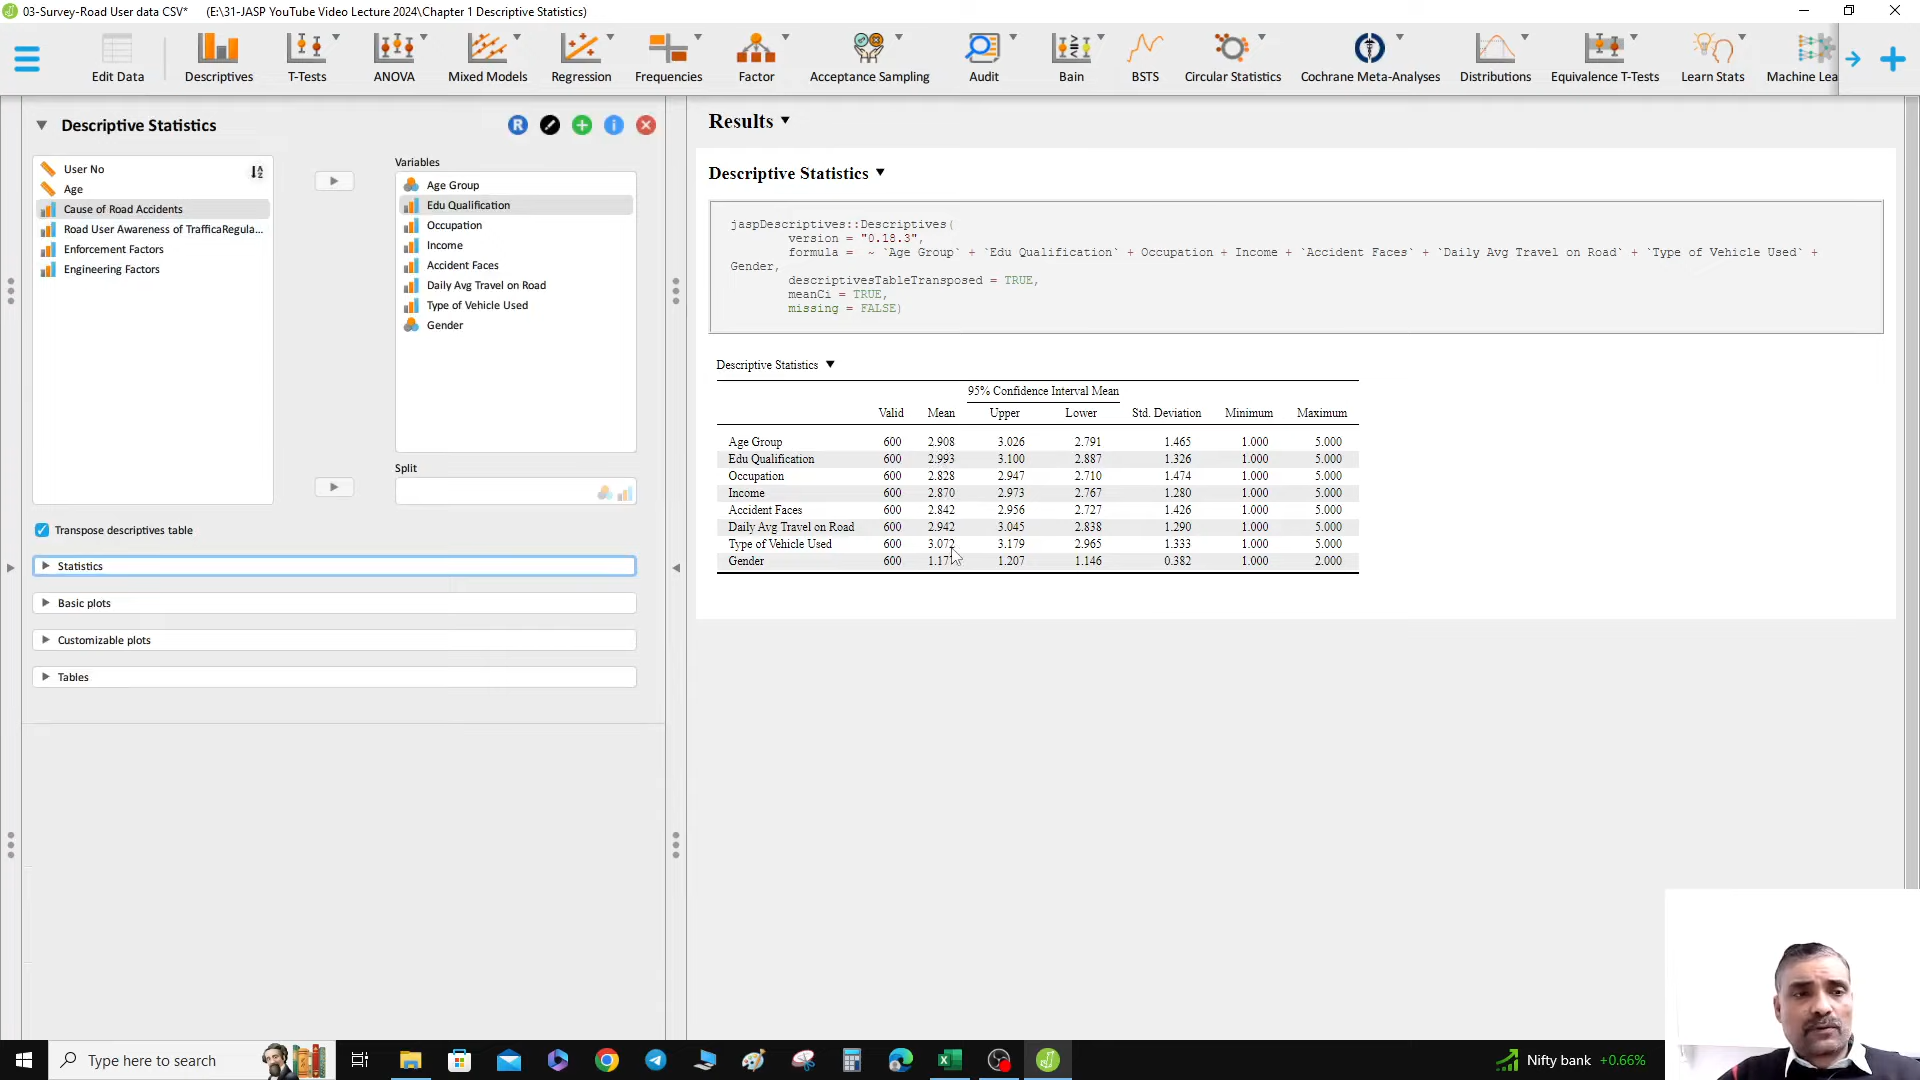 03-Survey-Road User data CSV* (E:\31-JASP YouTube Video Lecture 2024\Chapter 1 Descriptive Statistics)
Edit Data
Descriptives
T-Tests
ANOVA
Mixed Models
Regression
Frequencies
Factor
Acceptance Sampling
Audit
Bain
BSTS
Circular Statistics
Cochrane Meta-Analyses
Distributions
Equivalence T-Tests
Learn Stats
Machine Lea
Descriptive Statistics
User No
Age
Cause of Road Accidents
Road User Awareness of TrafficaRegula...
Enforcement Factors
Engineering Factors
Variables
Age Group
Edu Qualification
Occupation
Income
Accident Faces
Daily Avg Travel on Road
Type of Vehicle Used
Gender
Split
Transpose descriptives table
Statistics
Basic plots
Customizable plots
Tables
Results
Descriptive Statistics
jaspDescriptives::Descriptives(
version = "0.18.3",
formula = ~ `Age Group` + `Edu Qualification` + Occupation + Income + `Accident Faces` + `Daily Avg Travel on Road` + `Type of Vehicle Used` +
Gender,
descriptivesTableTransposed = TRUE,
meanCi = TRUE,
missing = FALSE)
Descriptive Statistics
95% Confidence Interval Mean
Valid Mean Upper Lower Std. Deviation Minimum Maximum
Age Group 600 2.908 3.026 2.791 1.465 1.000 5.000
Edu Qualification 600 2.993 3.100 2.887 1.326 1.000 5.000
Occupation 600 2.828 2.947 2.710 1.474 1.000 5.000
Income 600 2.870 2.973 2.767 1.280 1.000 5.000
Accident Faces 600 2.842 2.956 2.727 1.426 1.000 5.000
Daily Avg Travel on Road 600 2.942 3.045 2.838 1.290 1.000 5.000
Type of Vehicle Used 600 3.072 3.179 2.965 1.333 1.000 5.000
Gender 600 1.207 1.146 0.382 1.000 2.000
Type here to search
Nifty bank +0.66%